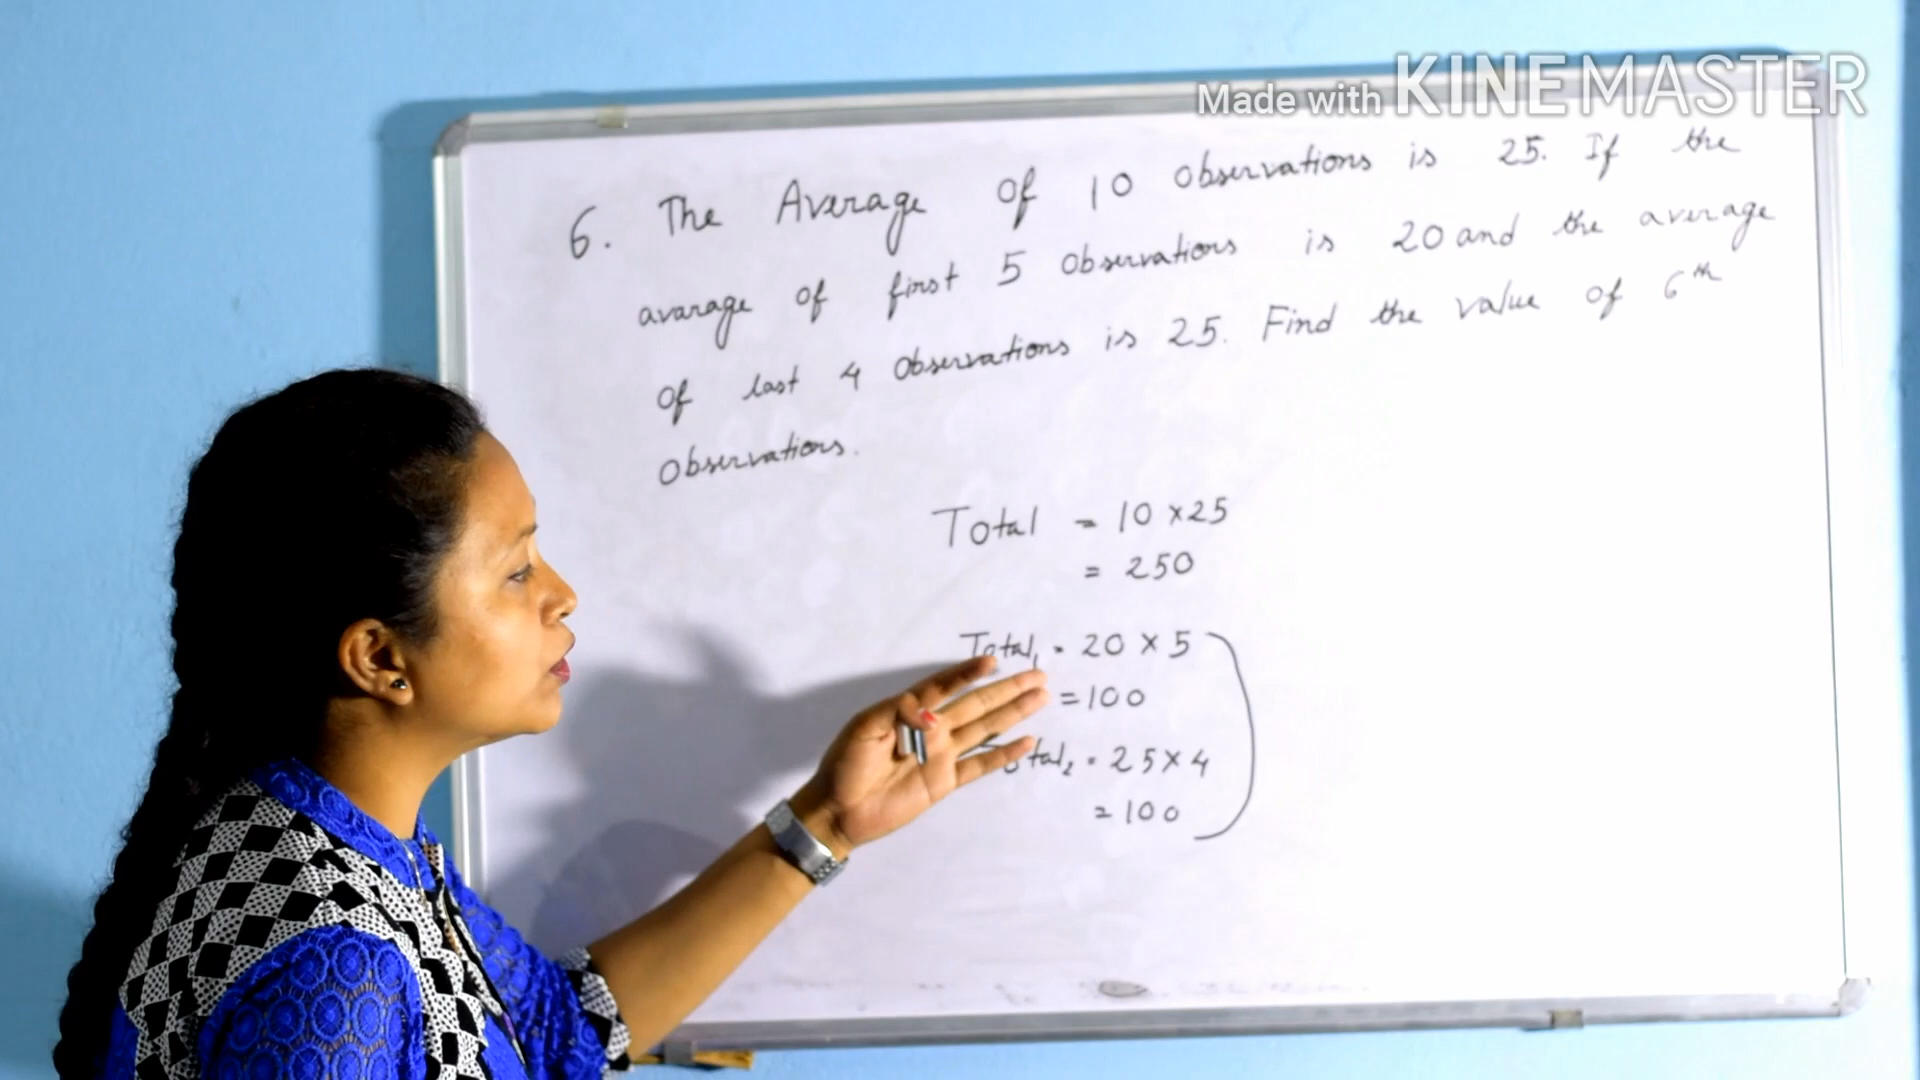 Made with KINEMASTER
6. The Average of 10 Observations is 25. If the
avarage of first 5 Observations is 20 and the average
of last 4 Observations is 25. Find the value of 6th
Observations.
Total = 10 × 25
= 250
Total1 = 20 × 5
= 100
Total2 = 25 × 4
= 100